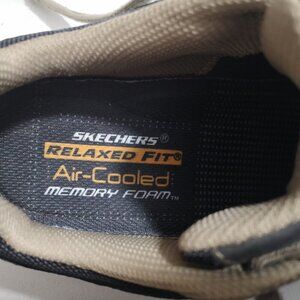 SKECHERS®
RELAXED FIT®
Air-Cooled
MEMORY FOAM™